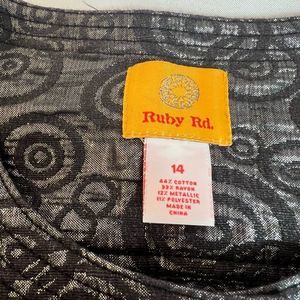 Ruby Rd.
14
44% COTTON
33% RAYON
12% METALLIC
11% POLYESTER
MADE IN
CHINA